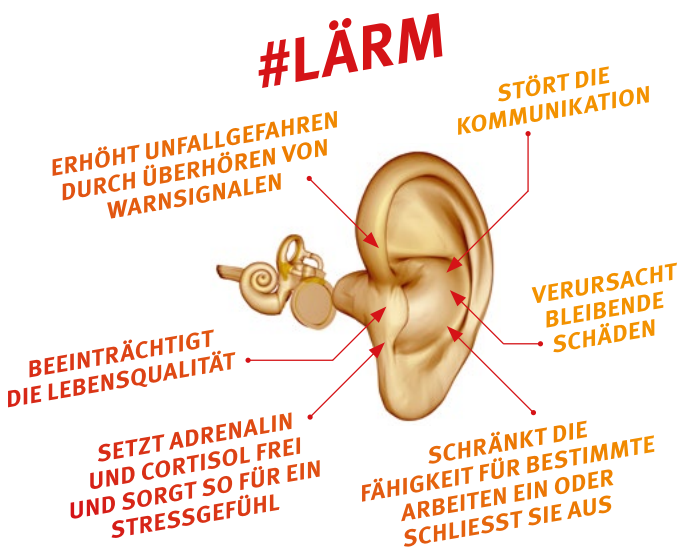 #LÄRM
STÖRT DIE
KOMMUNIKATION
ERHÖHT UNFALLGEFAHREN
DURCH ÜBERHÖREN VON
WARNSIGNALEN
VERURSACHT
BLEIBENDE
SCHÄDEN
BEEINTRÄCHTIGT
DIE LEBENSQUALITÄT
SETZT ADRENALIN
UND CORTISOL FREI
UND SORGT SO FÜR EIN
STRESSGEFÜHL
SCHRÄNKT DIE
FÄHIGKEIT FÜR BESTIMMTE
ARBEITEN EIN ODER
SCHLIESST SIE AUS